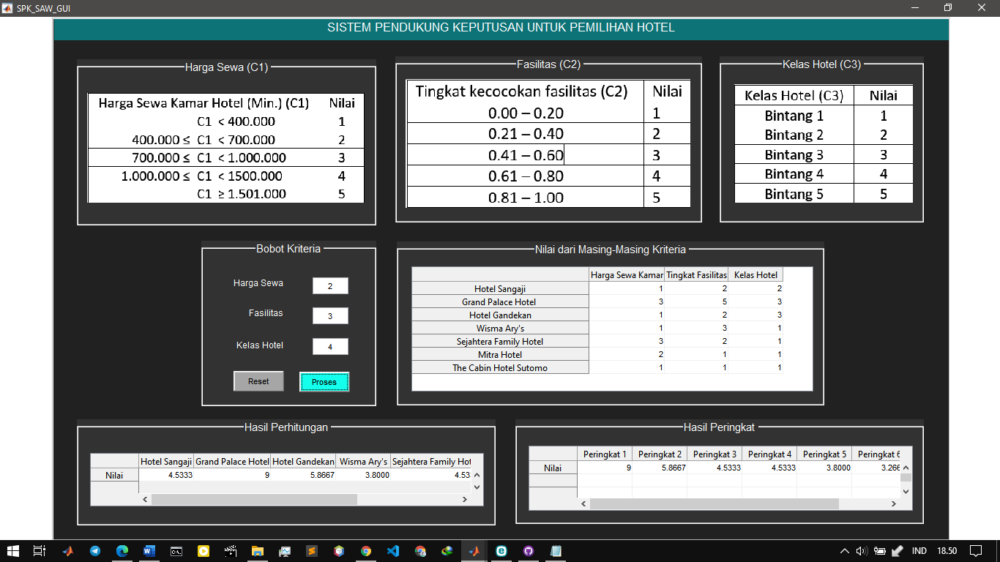 SPK_SAW_GUI
SISTEM PENDUKUNG KEPUTUSAN UNTUK PEMILIHAN HOTEL
Harga Sewa (C1)
Harga Sewa Kamar Hotel (Min.) (C1) Nilai
C1 < 400.000 1
400.000 ≤ C1 < 700.000 2
700.000 ≤ C1 < 1.000.000 3
1.000.000 ≤ C1 < 1500.000 4
C1 ≥ 1.501.000 5
Fasilitas (C2)
Tingkat kecocokan fasilitas (C2) Nilai
0.00 – 0.20 1
0.21 – 0.40 2
0.41 – 0.60 3
0.61 – 0.80 4
0.81 – 1.00 5
Kelas Hotel (C3)
Kelas Hotel (C3) Nilai
Bintang 1 1
Bintang 2 2
Bintang 3 3
Bintang 4 4
Bintang 5 5
Bobot Kriteria
Harga Sewa 2
Fasilitas 3
Kelas Hotel 4
Reset Proses
Nilai dari Masing-Masing Kriteria
Harga Sewa Kamar Tingkat Fasilitas Kelas Hotel
Hotel Sangaji 1 2 2
Grand Palace Hotel 3 5 3
Hotel Gandekan 1 2 3
Wisma Ary's 1 3 1
Sejahtera Family Hotel 3 2 1
Mitra Hotel 2 1 1
The Cabin Hotel Sutomo 1 1 1
Hasil Perhitungan
Hotel Sangaji Grand Palace Hotel Hotel Gandekan Wisma Ary's Sejahtera Family Hot
Nilai 4.5333 9 5.8667 3.8000 4.53
Hasil Peringkat
Peringkat 1 Peringkat 2 Peringkat 3 Peringkat 4 Peringkat 5 Peringkat 6
Nilai 9 5.8667 4.5333 4.5333 3.8000 3.266
IND 18.50